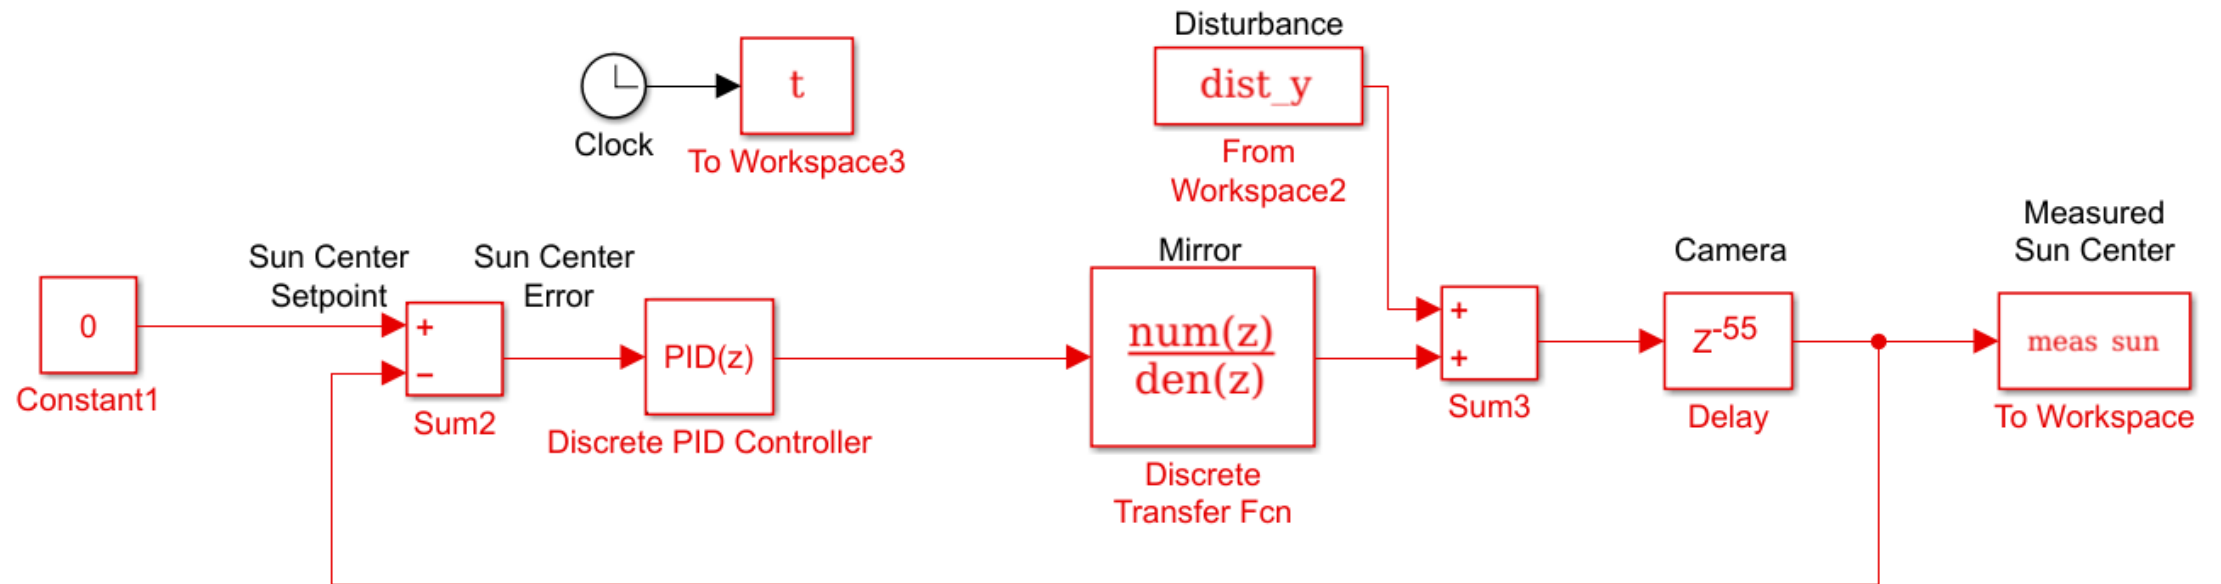 Disturbance
t
dist_y
Clock
To Workspace3
From
Workspace2
Measured
Sun Center
Sun Center
Setpoint
Sun Center
Error
Mirror
Camera
0
+
−
PID(z)
num(z)
den(z)
+
+
z-55
meas sun
Constant1
Sum2
Discrete PID Controller
Discrete
Transfer Fcn
Sum3
Delay
To Workspace